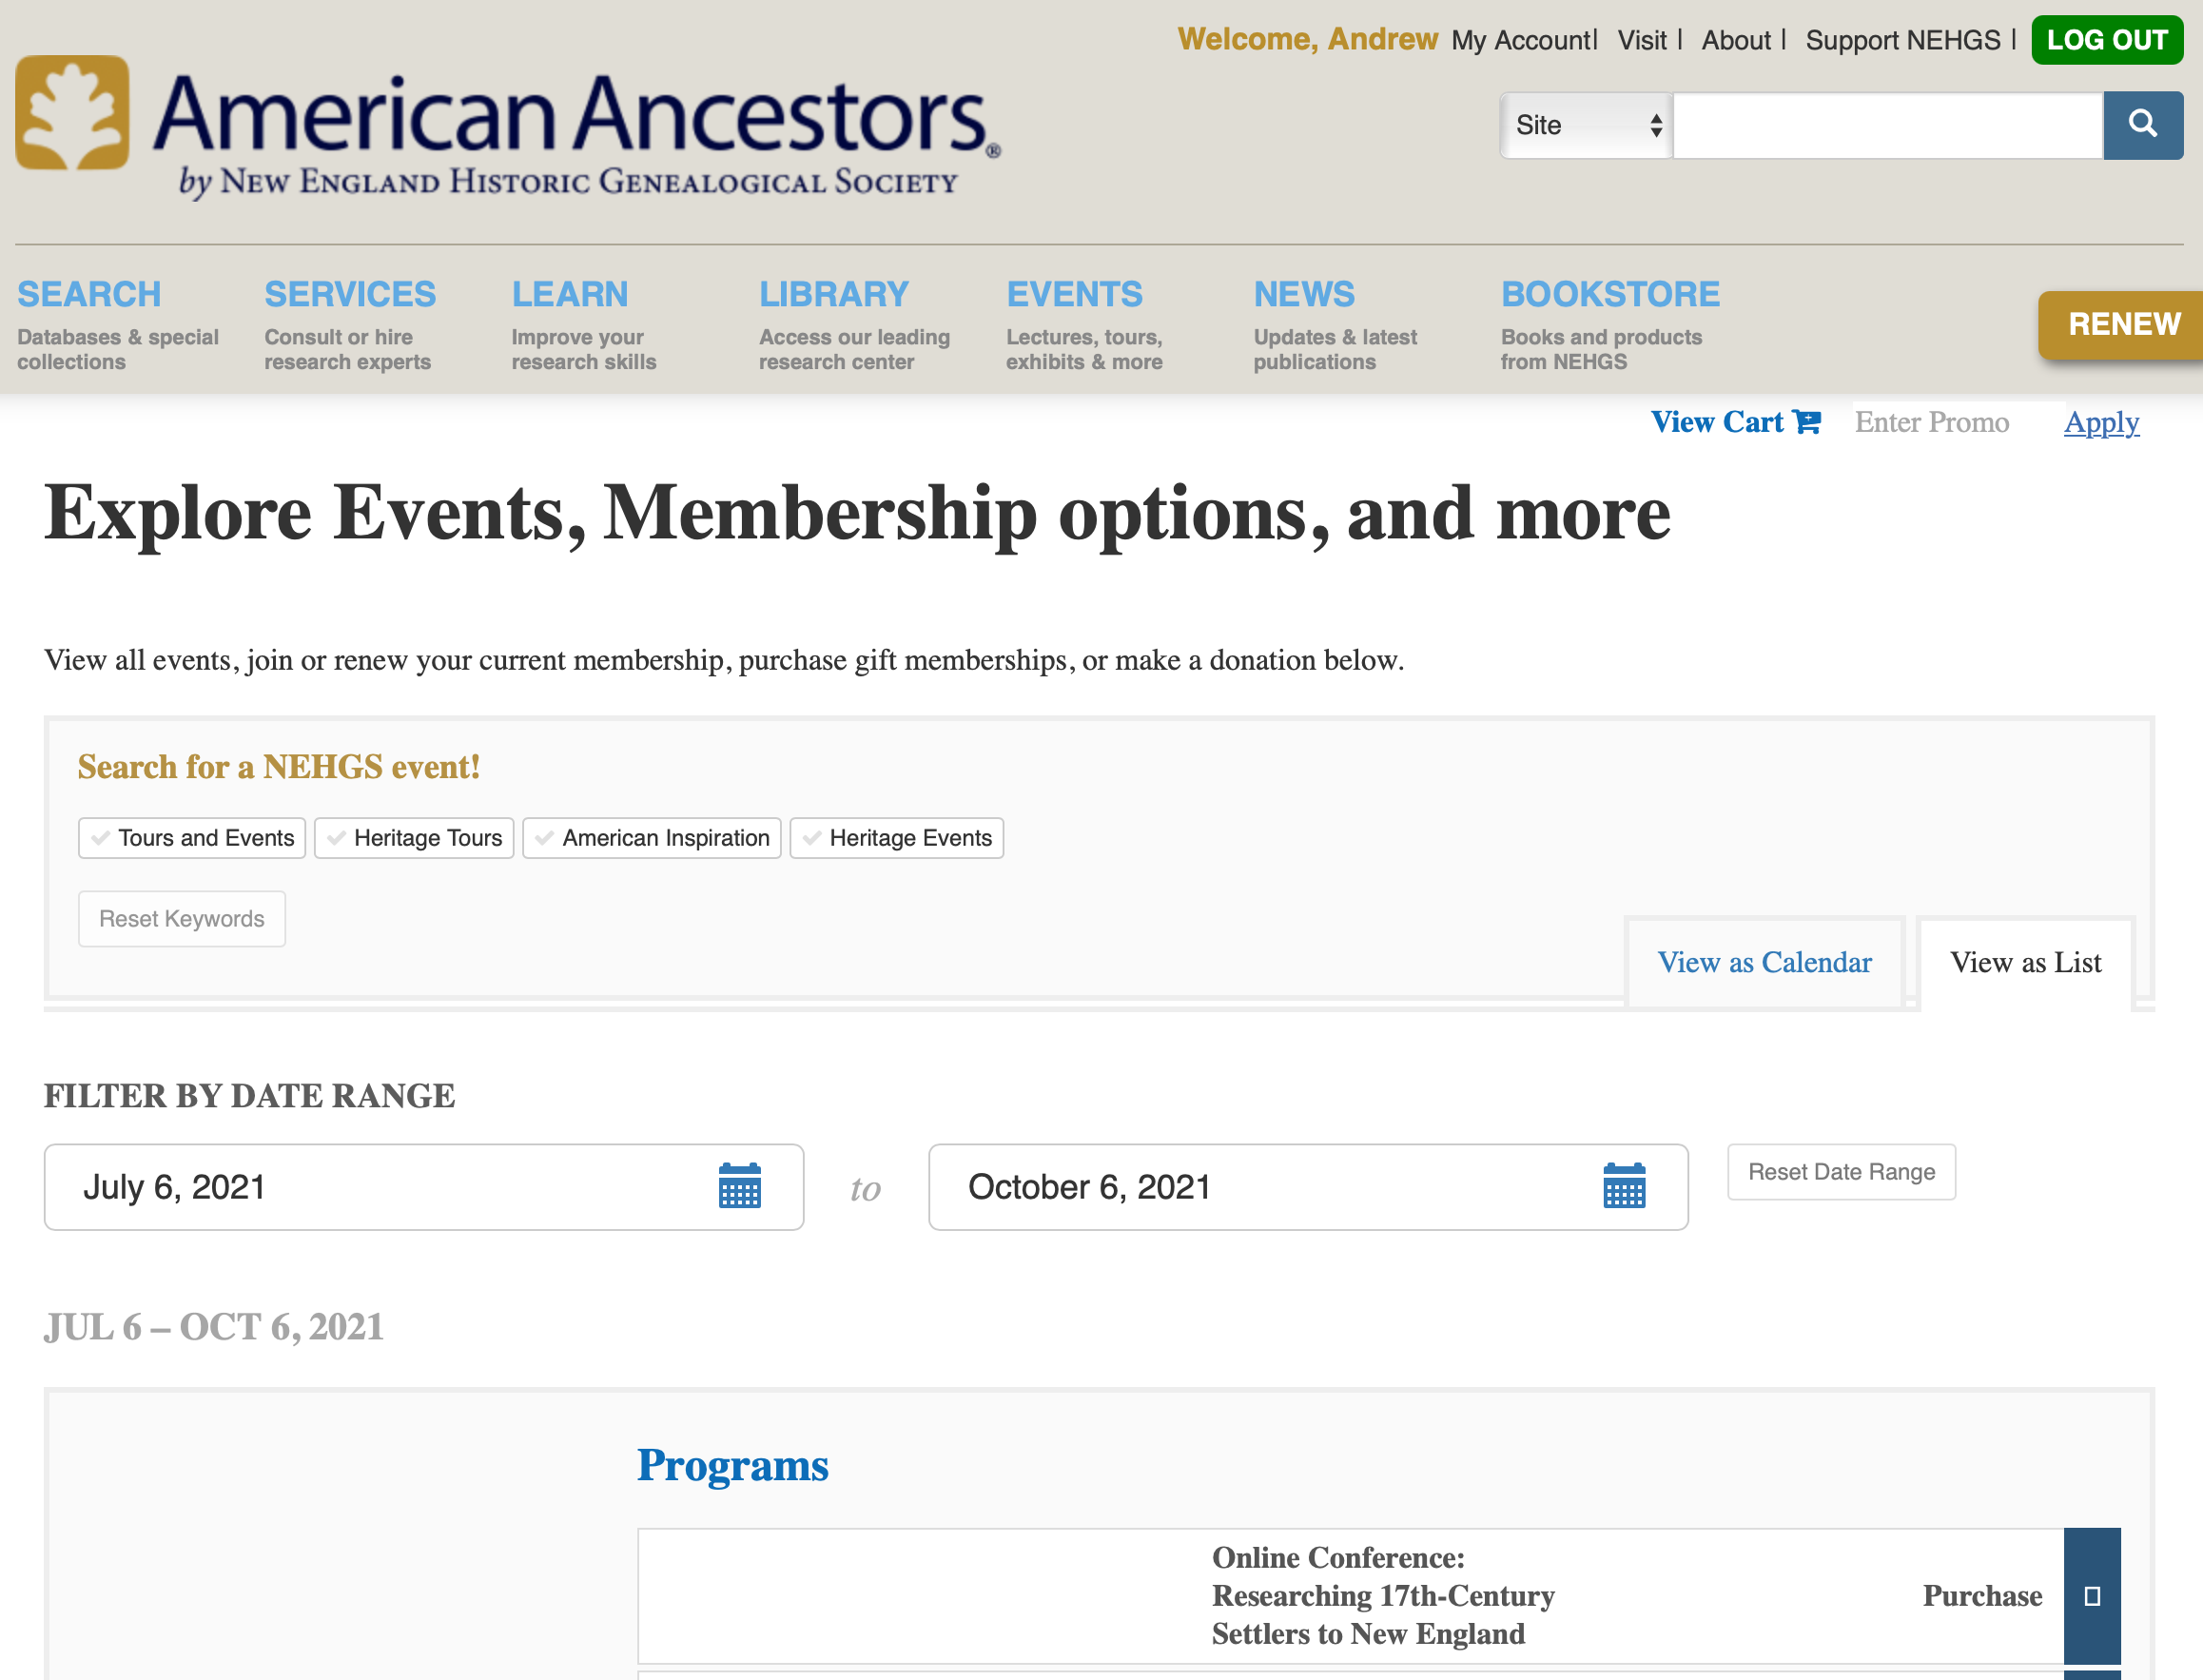 Welcome, Andrew My Account| Visit | About | Support NEHGS | LOG OUT
American Ancestors®
by New England Historic Genealogical Society
Site
SEARCH
Databases & special
collections
SERVICES
Consult or hire
research experts
LEARN
Improve your
research skills
LIBRARY
Access our leading
research center
EVENTS
Lectures, tours,
exhibits & more
NEWS
Updates & latest
publications
BOOKSTORE
Books and products
from NEHGS
RENEW
View Cart Enter Promo Apply
Explore Events, Membership options, and more
View all events, join or renew your current membership, purchase gift memberships, or make a donation below.
Search for a NEHGS event!
Tours and Events Heritage Tours American Inspiration Heritage Events
Reset Keywords
View as Calendar View as List
FILTER BY DATE RANGE
July 6, 2021 to October 6, 2021 Reset Date Range
JUL 6 – OCT 6, 2021
Programs
Online Conference:
Researching 17th-Century
Settlers to New England
Purchase